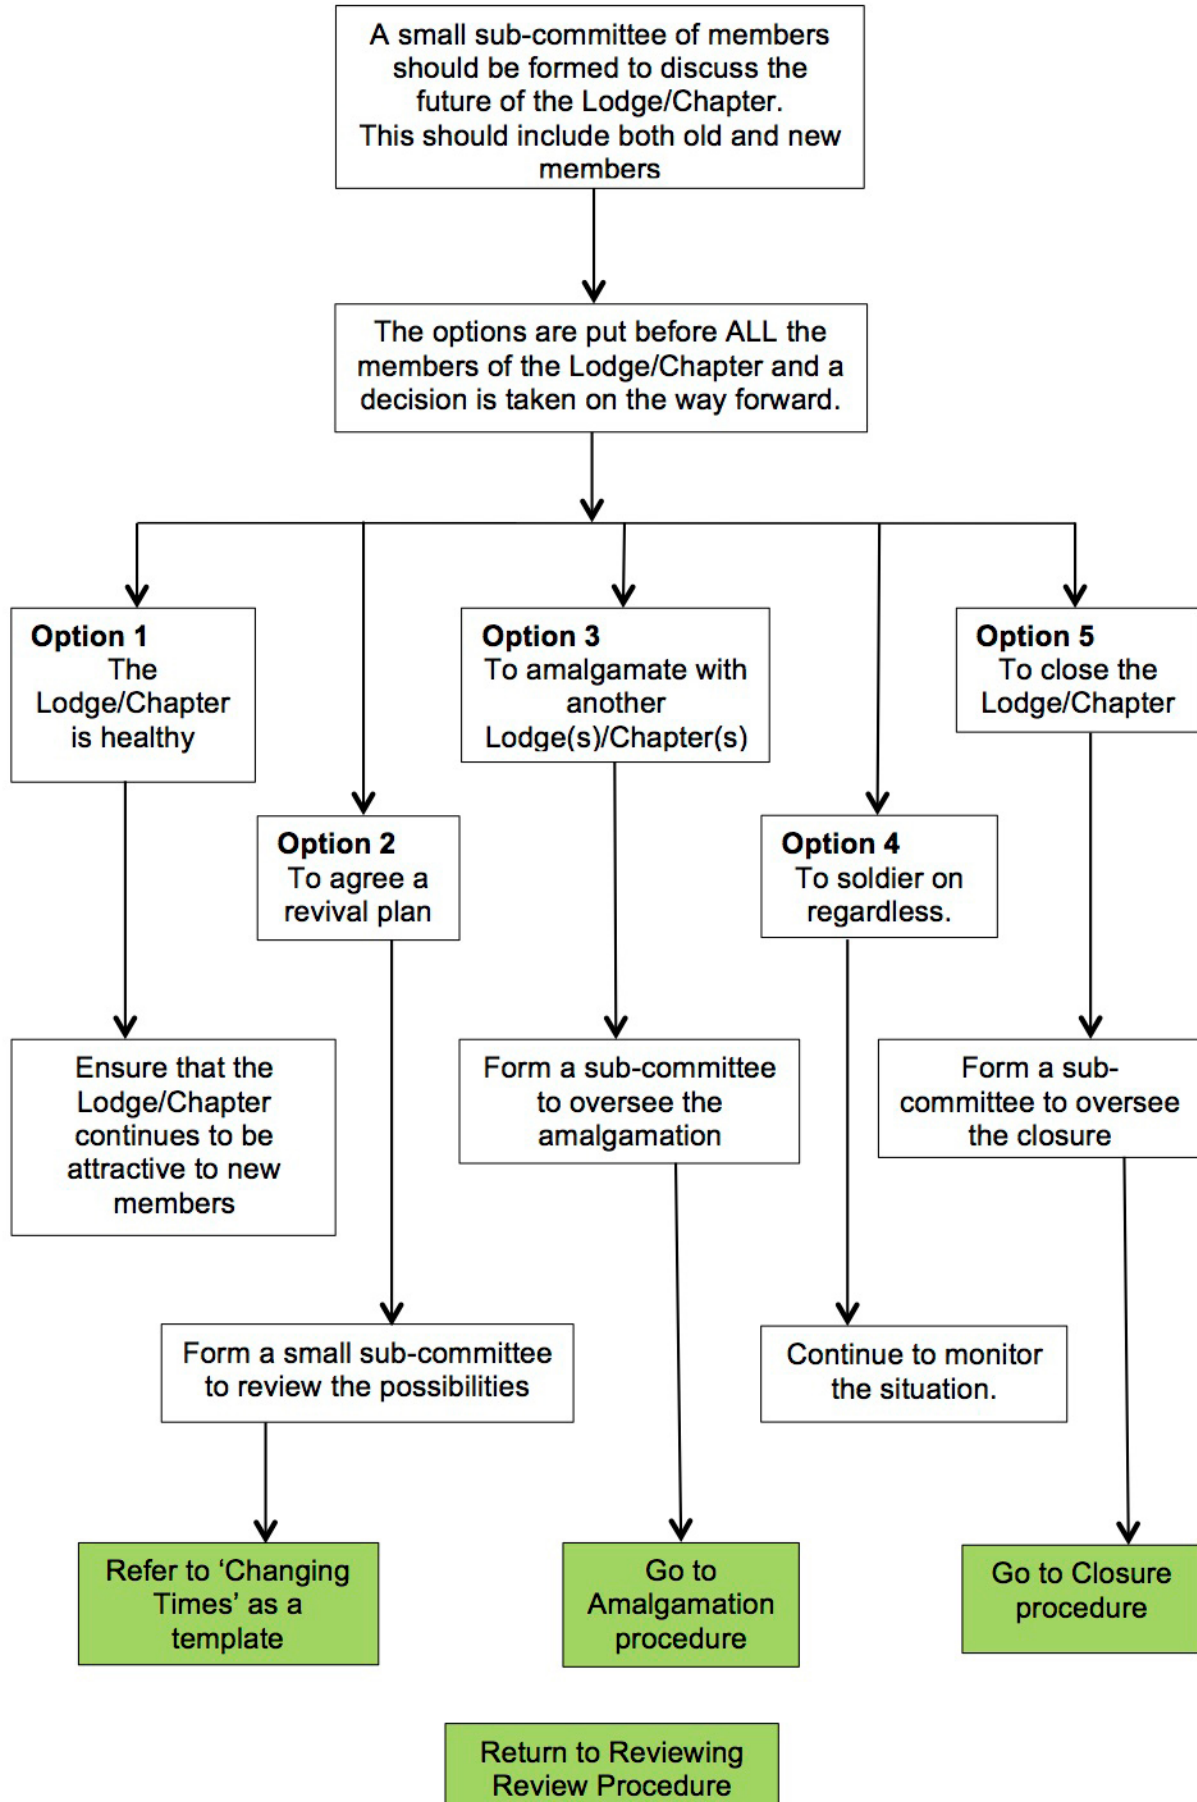 A small sub-committee of members
should be formed to discuss the
future of the Lodge/Chapter.
This should include both old and new
members
The options are put before ALL the
members of the Lodge/Chapter and a
decision is taken on the way forward.
Option 1
The
Lodge/Chapter
is healthy
Option 2
To agree a
revival plan
Option 3
To amalgamate with
another
Lodge(s)/Chapter(s)
Option 4
To soldier on
regardless.
Option 5
To close the
Lodge/Chapter
Ensure that the
Lodge/Chapter
continues to be
attractive to new
members
Form a sub-committee
to oversee the
amalgamation
Form a sub-
committee to oversee
the closure
Form a small sub-committee
to review the possibilities
Continue to monitor
the situation.
Refer to ‘Changing
Times’ as a
template
Go to
Amalgamation
procedure
Go to Closure
procedure
Return to Reviewing
Review Procedure